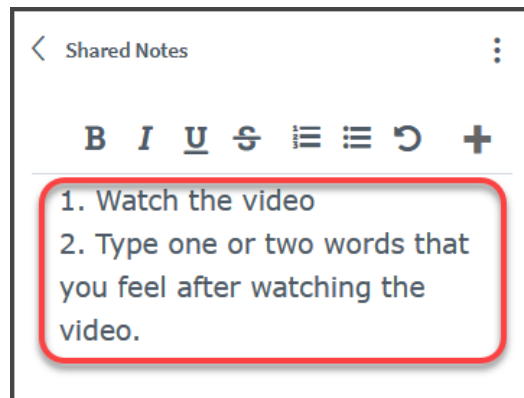 Shared Notes
B I U S
1. Watch the video
2. Type one or two words that
you feel after watching the
video.